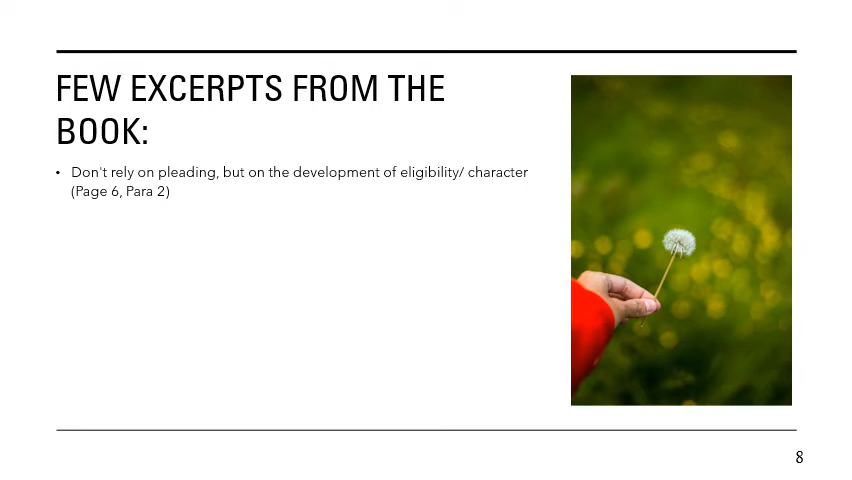 FEW EXCERPTS FROM THE
BOOK:
• Don't rely on pleading, but on the development of eligibility/ character
(Page 6, Para 2)
8